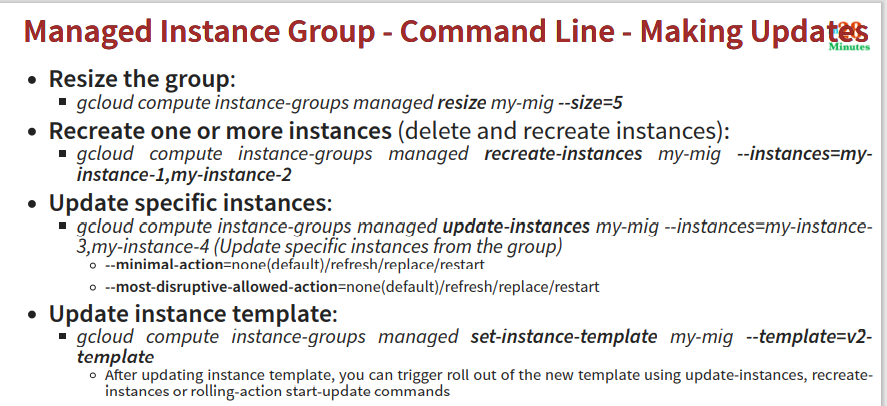 Managed Instance Group - Command Line - Making Updates
28
Minutes
Resize the group:
gcloud compute instance-groups managed resize my-mig --size=5
Recreate one or more instances (delete and recreate instances):
gcloud compute instance-groups managed recreate-instances my-mig --instances=my-
instance-1,my-instance-2
Update specific instances:
gcloud compute instance-groups managed update-instances my-mig --instances=my-instance-
3,my-instance-4 (Update specific instances from the group)
--minimal-action=none(default)/refresh/replace/restart
--most-disruptive-allowed-action=none(default)/refresh/replace/restart
Update instance template:
gcloud compute instance-groups managed set-instance-template my-mig --template=v2-
template
After updating instance template, you can trigger roll out of the new template using update-instances, recreate-
instances or rolling-action start-update commands